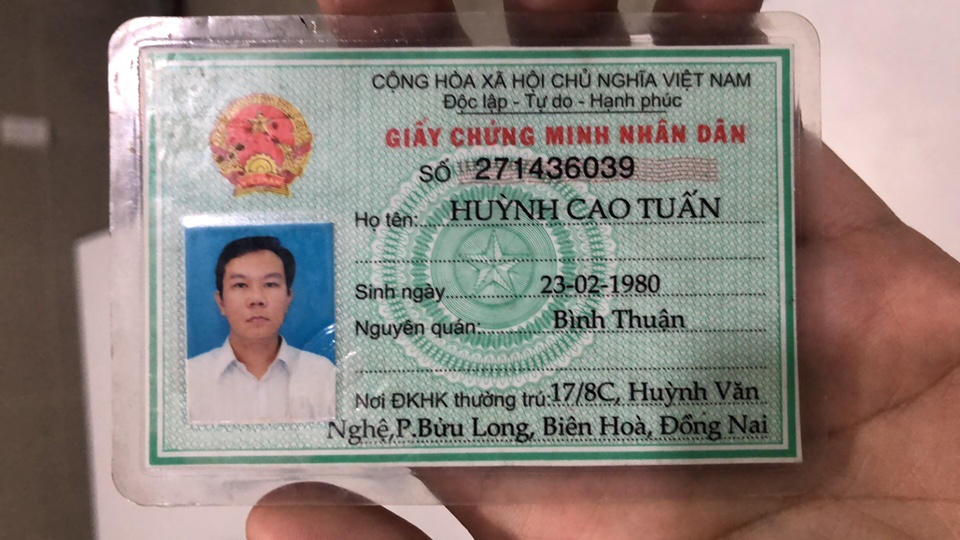 CỘNG HÒA XÃ HỘI CHỦ NGHĨA VIỆT NAM
Độc lập - Tự do - Hạnh phúc
GIẤY CHỨNG MINH NHÂN DÂN
SỐ 271436039
Họ tên: HUỲNH CAO TUẤN
Sinh ngày 23-02-1980
Nguyên quán: Bình Thuận
Nơi ĐKHK thường trú: 17/8C, Huỳnh Văn
Nghệ,P.Bửu Long, Biên Hoà, Đồng Nai